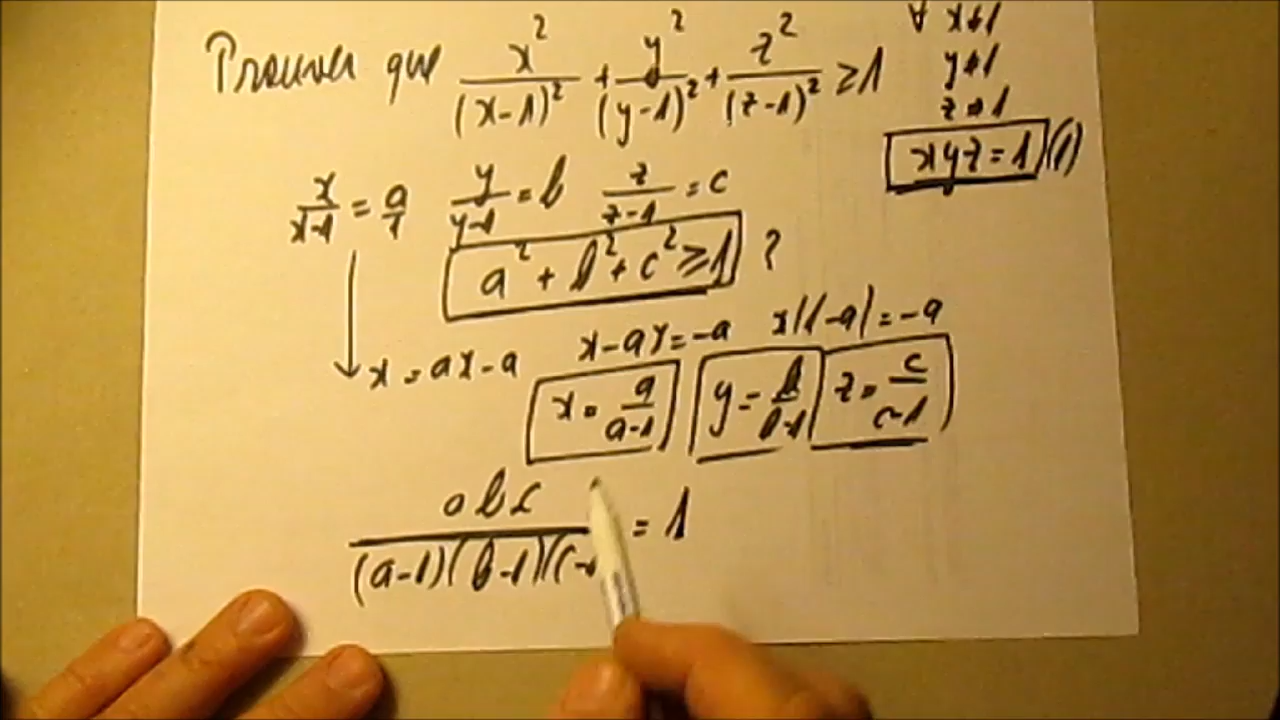 Prouver que x²/(x-1)² + y²/(y-1)² + z²/(z-1)² ≥ 1
∀ x≠1
y≠1
z≠1
xyz = 1 (1)
x/(x-1) = a/1 y/(y-1) = b z/(z-1) = c
a² + b² + c² ≥ 1 ?
x - ax = -a x(1-a) = -a
x = ax - a
x = a/(a-1) y = b/(b-1) z = c/(c-1)
abc/(a-1)(b-1)(c-1 = 1